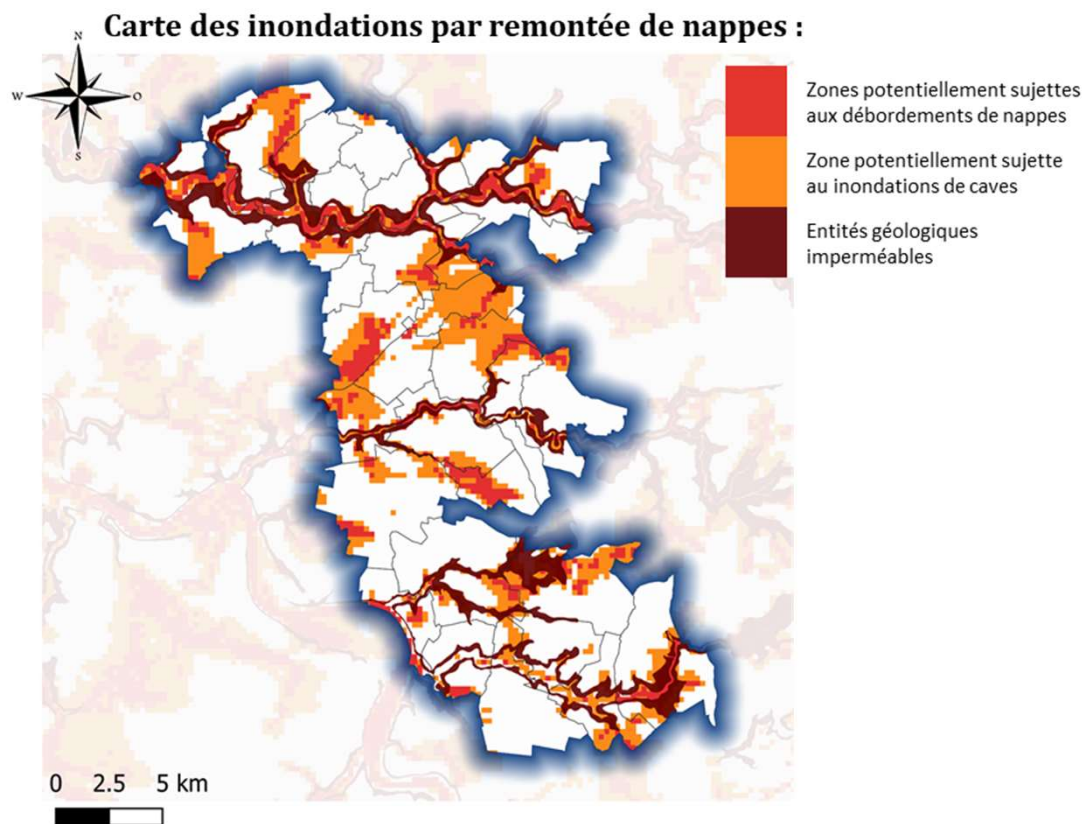 Carte des inondations par remontée de nappes :
N
W
O
S
Zones potentiellement sujettes
aux débordements de nappes
Zone potentiellement sujette
au inondations de caves
Entités géologiques
imperméables
0 2.5 5 km